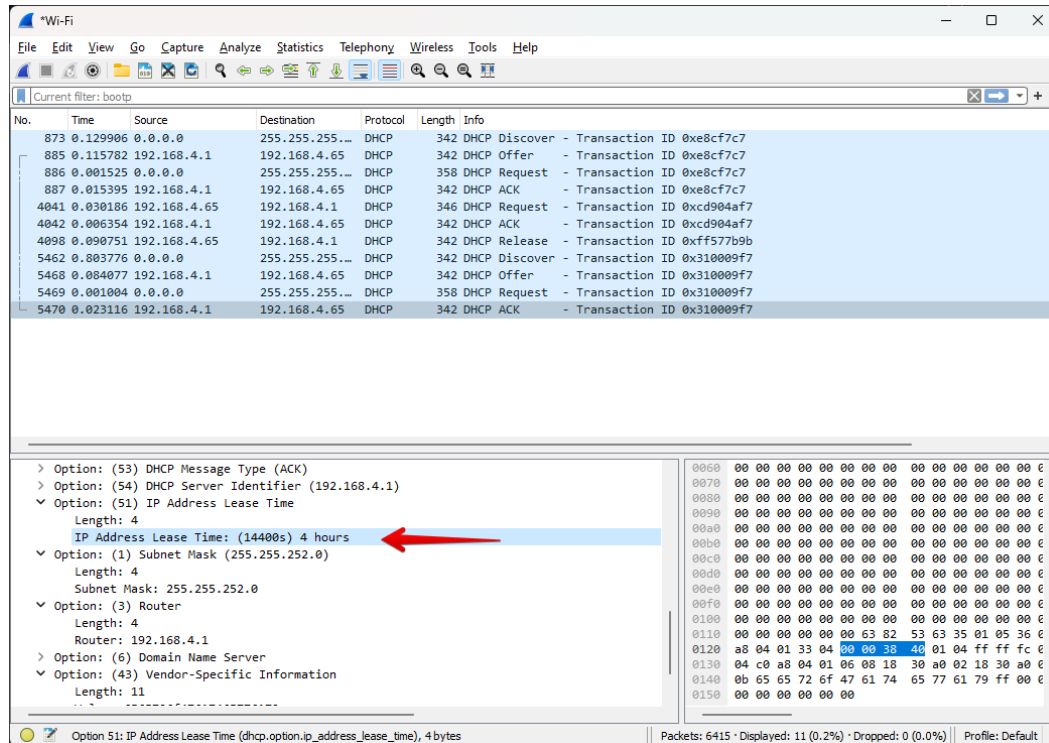 *Wi-Fi
File Edit View Go Capture Analyze Statistics Telephony Wireless Tools Help
Current filter: bootp
No. Time Source Destination Protocol Length Info
873 0.129906 0.0.0.0 255.255.255.… DHCP 342 DHCP Discover - Transaction ID 0xe8cf7c7
885 0.115782 192.168.4.1 192.168.4.65 DHCP 342 DHCP Offer - Transaction ID 0xe8cf7c7
886 0.001525 0.0.0.0 255.255.255.… DHCP 358 DHCP Request - Transaction ID 0xe8cf7c7
887 0.015395 192.168.4.1 192.168.4.65 DHCP 342 DHCP ACK - Transaction ID 0xe8cf7c7
4041 0.030186 192.168.4.65 192.168.4.1 DHCP 346 DHCP Request - Transaction ID 0xcd904af7
4042 0.006354 192.168.4.1 192.168.4.65 DHCP 342 DHCP ACK - Transaction ID 0xcd904af7
4098 0.090751 192.168.4.65 192.168.4.1 DHCP 342 DHCP Release - Transaction ID 0xff577b9b
5462 0.803776 0.0.0.0 255.255.255.… DHCP 342 DHCP Discover - Transaction ID 0x310009f7
5468 0.084077 192.168.4.1 192.168.4.65 DHCP 342 DHCP Offer - Transaction ID 0x310009f7
5469 0.001004 0.0.0.0 255.255.255.… DHCP 358 DHCP Request - Transaction ID 0x310009f7
5470 0.023116 192.168.4.1 192.168.4.65 DHCP 342 DHCP ACK - Transaction ID 0x310009f7
> Option: (53) DHCP Message Type (ACK)
> Option: (54) DHCP Server Identifier (192.168.4.1)
Option: (51) IP Address Lease Time
Length: 4
IP Address Lease Time: (14400s) 4 hours
Option: (1) Subnet Mask (255.255.252.0)
Length: 4
Subnet Mask: 255.255.252.0
Option: (3) Router
Length: 4
Router: 192.168.4.1
> Option: (6) Domain Name Server
Option: (43) Vendor-Specific Information
Length: 11
0060 00 00 00 00 00 00 00 00 00 00 00 00 00 00
0070 00 00 00 00 00 00 00 00 00 00 00 00 00 00
0080 00 00 00 00 00 00 00 00 00 00 00 00 00 00
0090 00 00 00 00 00 00 00 00 00 00 00 00 00 00
00a0 00 00 00 00 00 00 00 00 00 00 00 00 00 00
00b0 00 00 00 00 00 00 00 00 00 00 00 00 00 00
00c0 00 00 00 00 00 00 00 00 00 00 00 00 00 00
00d0 00 00 00 00 00 00 00 00 00 00 00 00 00 00
00e0 00 00 00 00 00 00 00 00 00 00 00 00 00 00
00f0 00 00 00 00 00 00 00 00 00 00 00 00 00 00
0100 00 00 00 00 00 00 00 00 00 00 00 00 00 00
0110 00 00 00 00 00 00 63 82 53 63 35 01 05 36
0120 a8 04 01 33 04 00 00 38 40 01 04 ff ff fc
0130 04 c0 a8 04 01 06 08 18 30 a0 02 18 30 a0
0140 0b 65 65 72 6f 47 61 74 65 77 61 79 ff 00
0150 00 00 00 00 00 00
Option 51: IP Address Lease Time (dhcp.option.ip_address_lease_time), 4 bytes
Packets: 6415 · Displayed: 11 (0.2%) · Dropped: 0 (0.0%)
Profile: Default